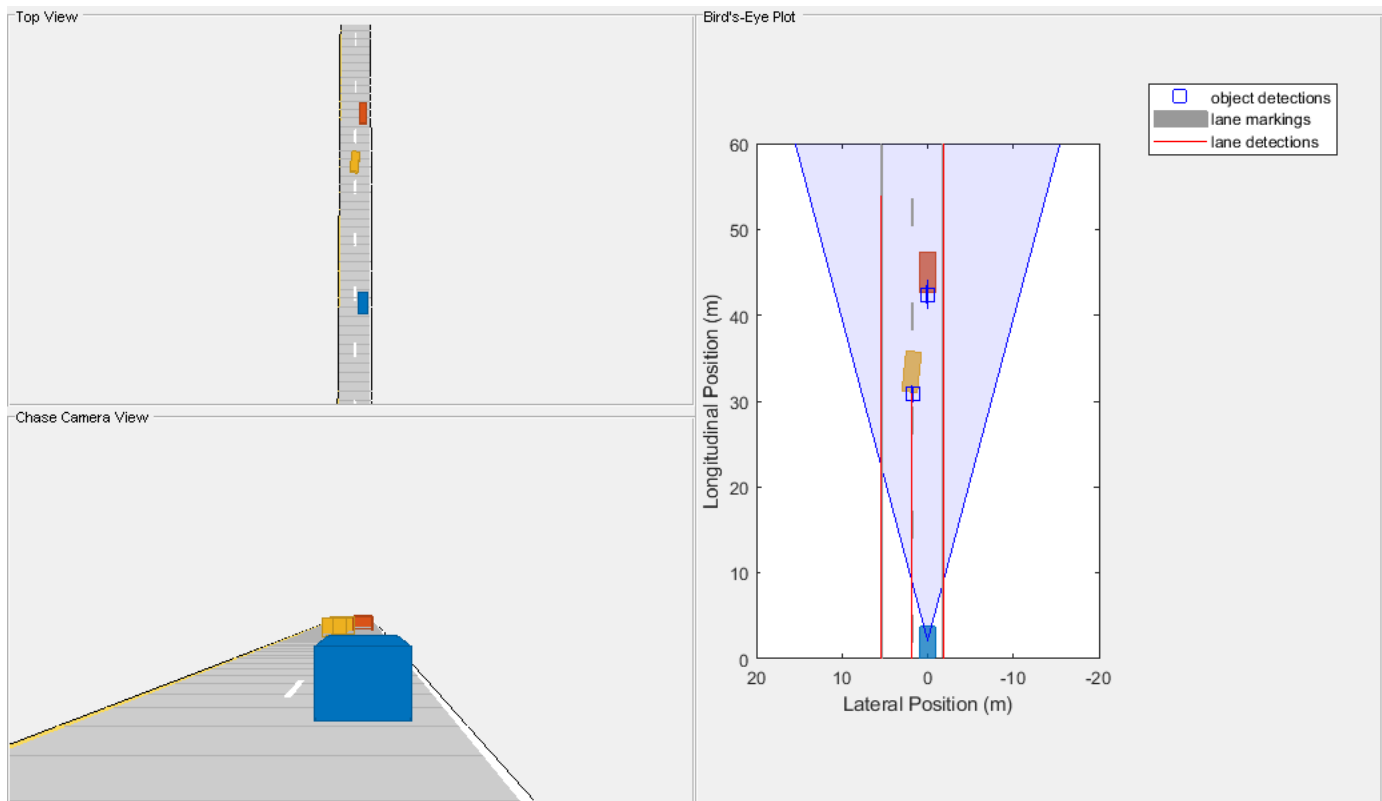 Top View
Chase Camera View
Bird's-Eye Plot
object detections
lane markings
lane detections
Longitudinal Position (m)
60
50
40
30
20
10
0
20 10 0 -10 -20
Lateral Position (m)